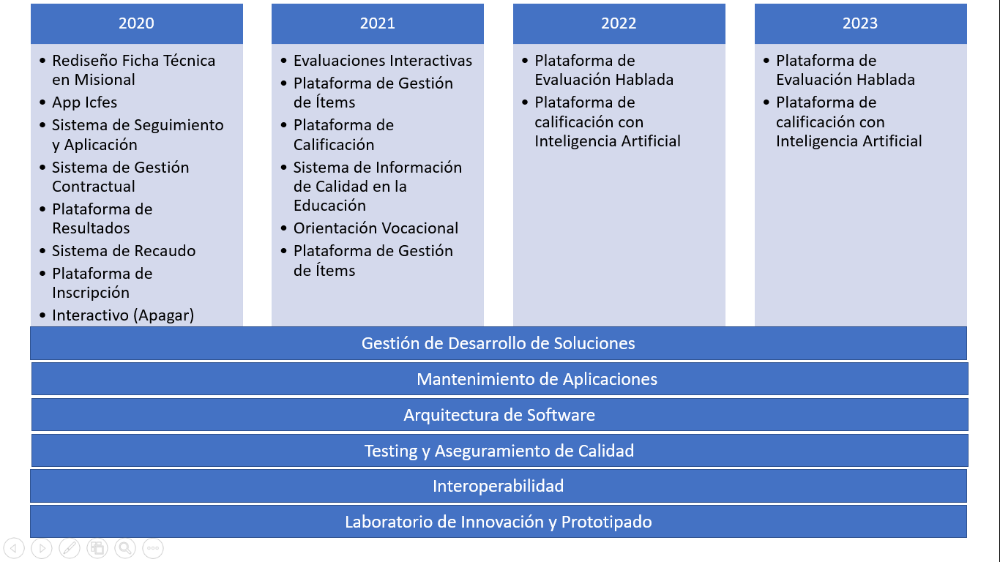 2020
• Rediseño Ficha Técnica
en Misional
• App Icfes
• Sistema de Seguimiento
y Aplicación
• Sistema de Gestión
Contractual
• Plataforma de
Resultados
• Sistema de Recaudo
• Plataforma de
Inscripción
• Interactivo (Apagar)
2021
• Evaluaciones Interactivas
• Plataforma de Gestión
de Ítems
• Plataforma de
Calificación
• Sistema de Información
de Calidad en la
Educación
• Orientación Vocacional
• Plataforma de Gestión
de Ítems
2022
• Plataforma de
Evaluación Hablada
• Plataforma de
calificación con
Inteligencia Artificial
2023
• Plataforma de
Evaluación Hablada
• Plataforma de
calificación con
Inteligencia Artificial
Gestión de Desarrollo de Soluciones
Mantenimiento de Aplicaciones
Arquitectura de Software
Testing y Aseguramiento de Calidad
Interoperabilidad
Laboratorio de Innovación y Prototipado